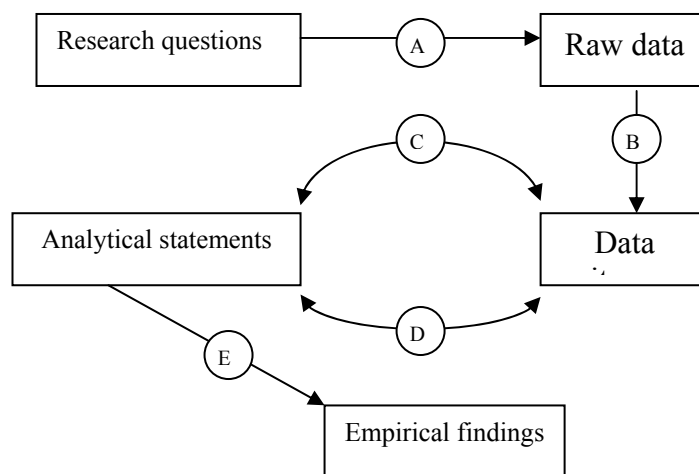 Research questions
A
Raw data
C
B
Analytical statements
Data
D
E
Empirical findings